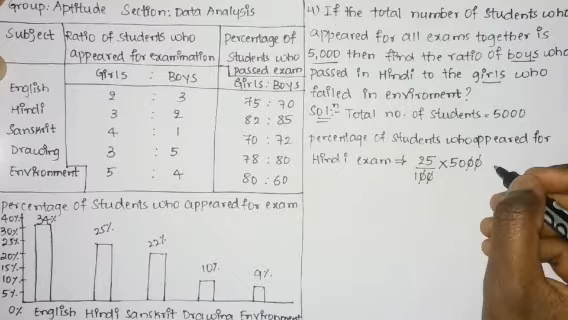 Group: Aptitude Section: Data Analysis
Subject Ratio of students who appeared for examination percentage of students who passed exam
Girls : Boys Girls : Boys
English 2 : 3 75 : 70
Hindi 3 : 2 82 : 85
Sanskrit 4 : 1 70 : 72
Drawing 3 : 5 78 : 80
Environment 5 : 4 80 : 60
percentage of students who appeared for exam
40% 34%
30% 25%
25% 22%
20%
15% 10% 9%
10%
5%
0% English Hindi Sanskrit Drawing Environment
4) If the total number of students who
appeared for all exams together is
5,000 then find the ratio of boys who
passed in Hindi to the girls who
failed in enviroment?
Sol:n Total no. of students = 5000
percentage of students who appeared for
Hindi exam ⇒ 25/100 × 5000